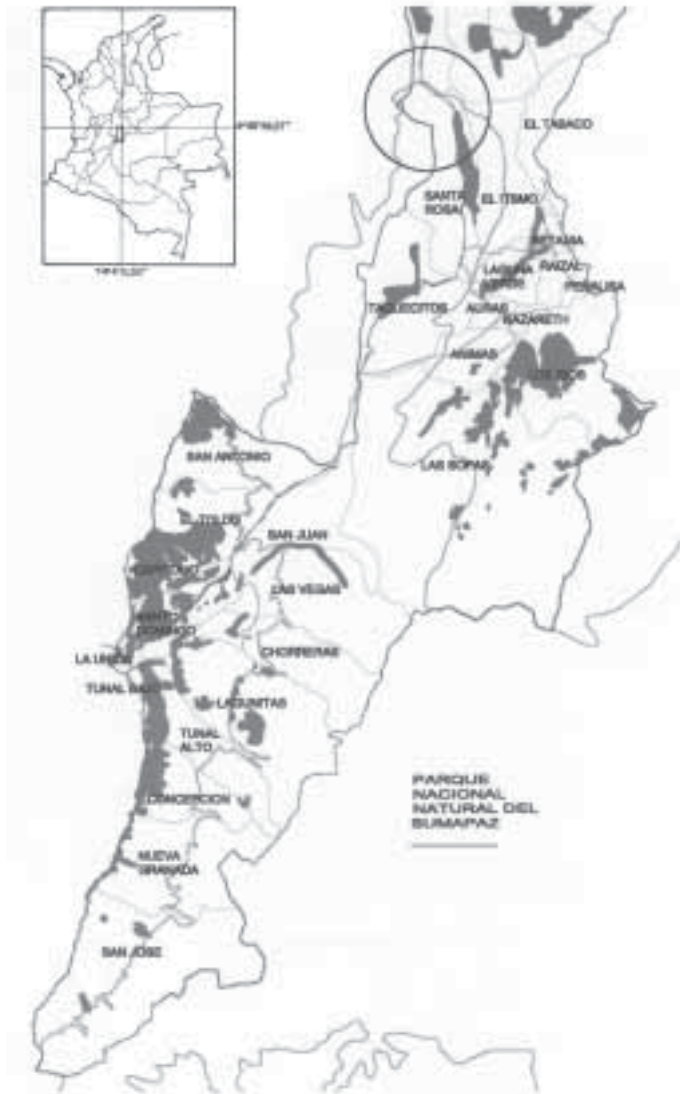 EL TABACO
SANTA
ROSA
EL ITSMO
BETANIA
LAGUNA
VERDE
RAIZAL
PEÑALISA
TAQUECITOS
AURAS
NAZARETH
ANIMAS
LOS RIOS
LAS SOPAS
SAN ANTONIO
EL TOLDO
SAN JUAN
LAS VEGAS
SANTO
DOMINGO
LA UNION
CHORRERAS
TUNAL BAJO
LAGUNITAS
TUNAL
ALTO
CONCEPCION
PARQUE
NACIONAL
NATURAL DEL
SUMAPAZ
NUEVA
GRANADA
SAN JOSE